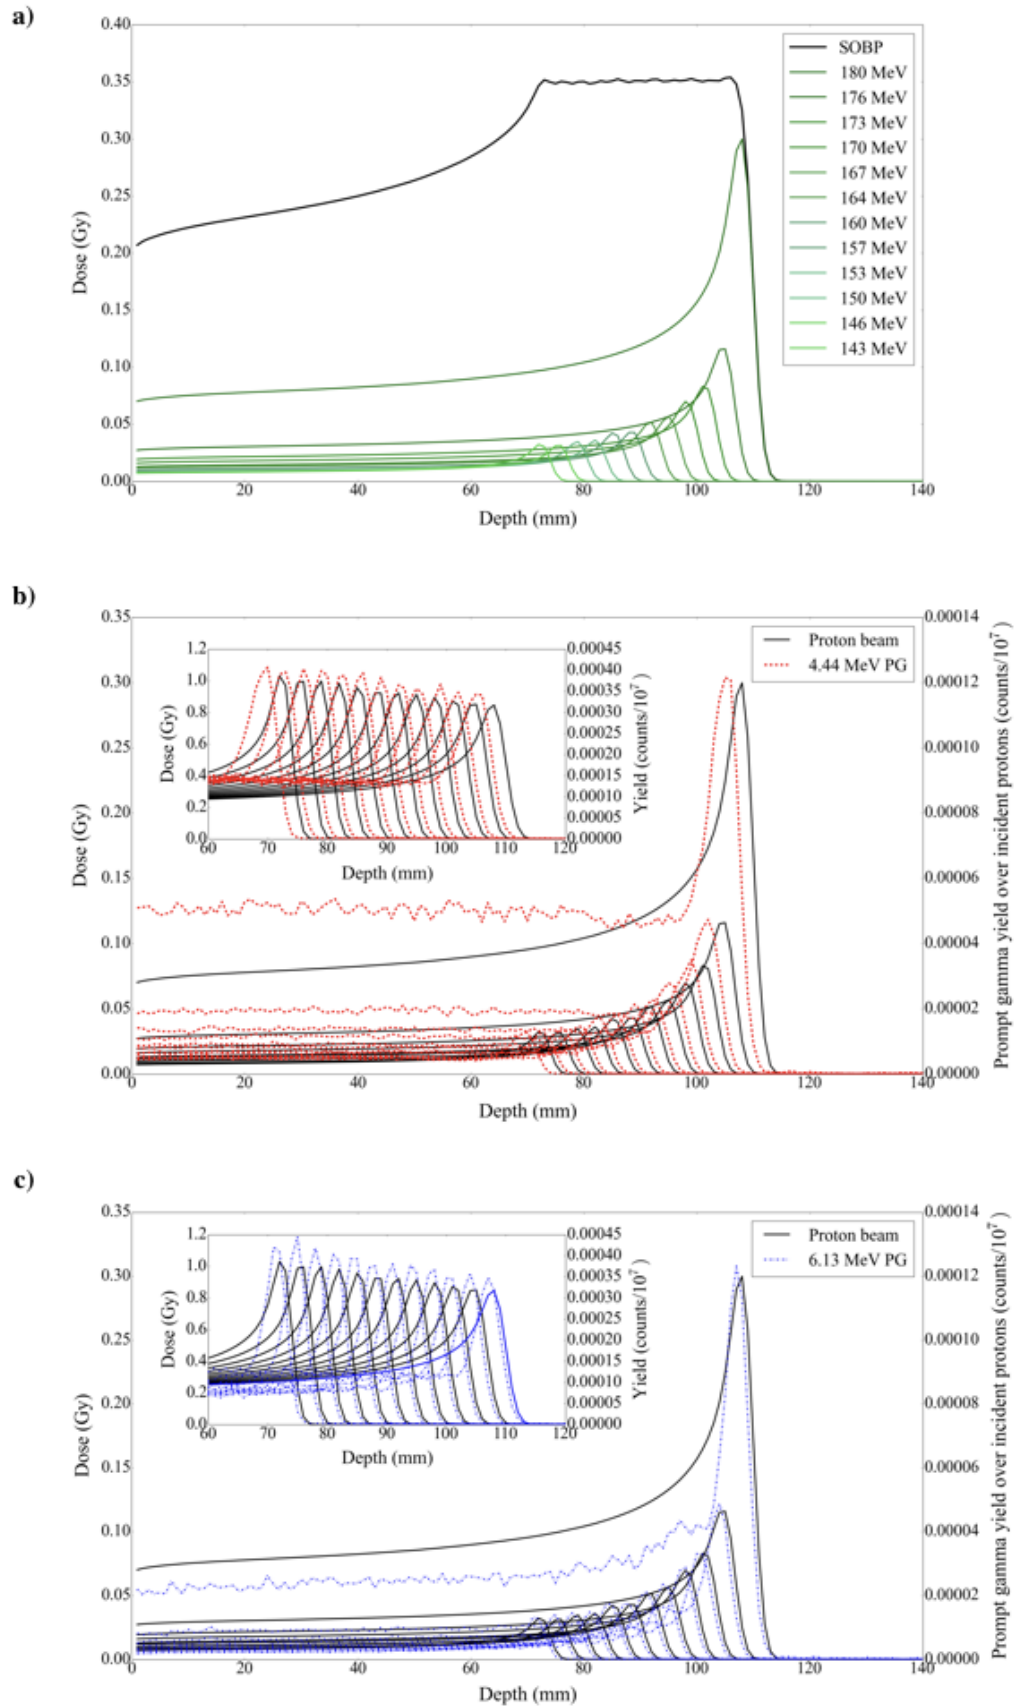 a)
0.40
0.35
0.30
0.25
0.20
0.15
0.10
0.05
0.00
Dose (Gy)
0 20 40 60 80 100 120 140
Depth (mm)
SOBP
180 MeV
176 MeV
173 MeV
170 MeV
167 MeV
164 MeV
160 MeV
157 MeV
153 MeV
150 MeV
146 MeV
143 MeV
b)
0.35
0.30
0.25
0.20
0.15
0.10
0.05
0.00
Dose (Gy)
0 20 40 60 80 100 120 140
Depth (mm)
0.00014
0.00012
0.00010
0.00008
0.00006
0.00004
0.00002
0.00000
Prompt gamma yield over incident protons (counts/10⁷)
Proton beam
4.44 MeV PG
1.2
1.0
0.8
0.6
0.4
0.2
0.0
Dose (Gy)
60 70 80 90 100 110 120
Depth (mm)
0.00045
0.00040
0.00035
0.00030
0.00025
0.00020
0.00015
0.00010
0.00005
0.00000
Yield (counts/10⁷)
c)
0.35
0.30
0.25
0.20
0.15
0.10
0.05
0.00
Dose (Gy)
0 20 40 60 80 100 120 140
Depth (mm)
0.00014
0.00012
0.00010
0.00008
0.00006
0.00004
0.00002
0.00000
Prompt gamma yield over incident protons (counts/10⁷)
Proton beam
6.13 MeV PG
1.2
1.0
0.8
0.6
0.4
0.2
0.0
Dose (Gy)
60 70 80 90 100 110 120
Depth (mm)
0.00045
0.00040
0.00035
0.00030
0.00025
0.00020
0.00015
0.00010
0.00005
0.00000
Yield (counts/10⁷)